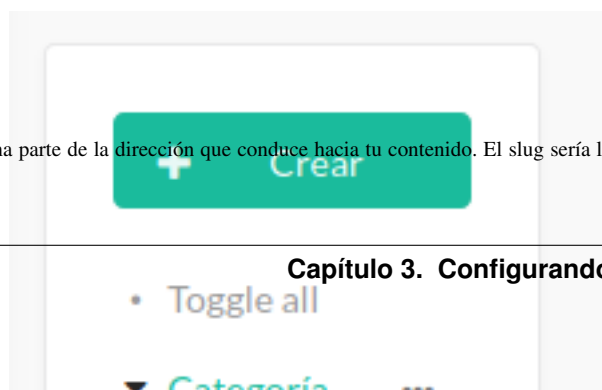 na parte de la dirección que conduce hacia tu contenido. El slug sería l
Crear
Capítulo 3. Configurando
Toggle all
Categoría ...